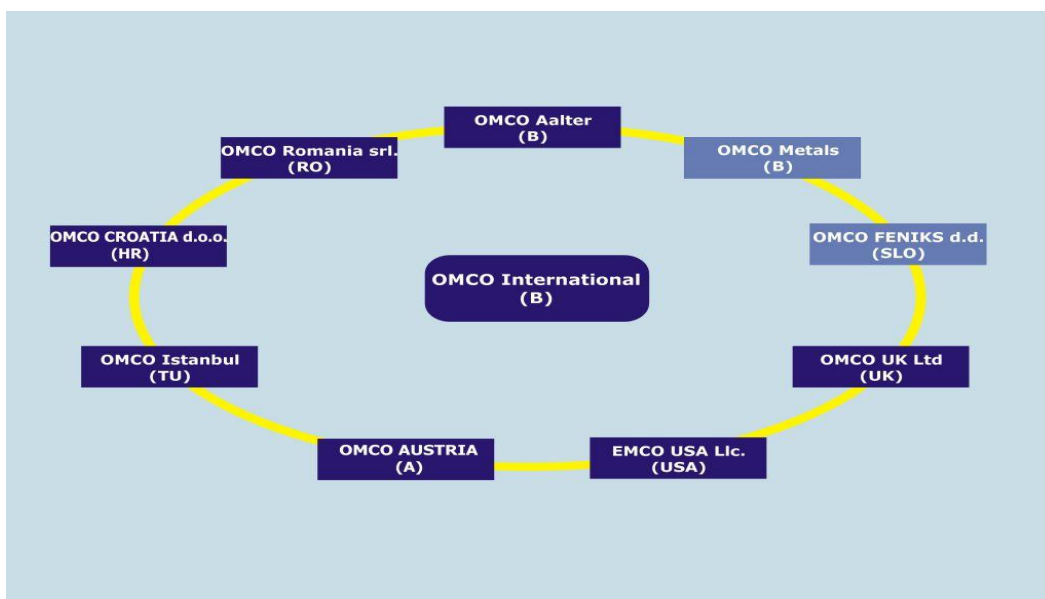 OMCO Aalter
(B)
OMCO Romania srl.
(RO)
OMCO Metals
(B)
OMCO CROATIA d.o.o.
(HR)
OMCO FENIKS d.d.
(SLO)
OMCO International
(B)
OMCO Istanbul
(TU)
OMCO UK Ltd
(UK)
OMCO AUSTRIA
(A)
EMCO USA Llc.
(USA)